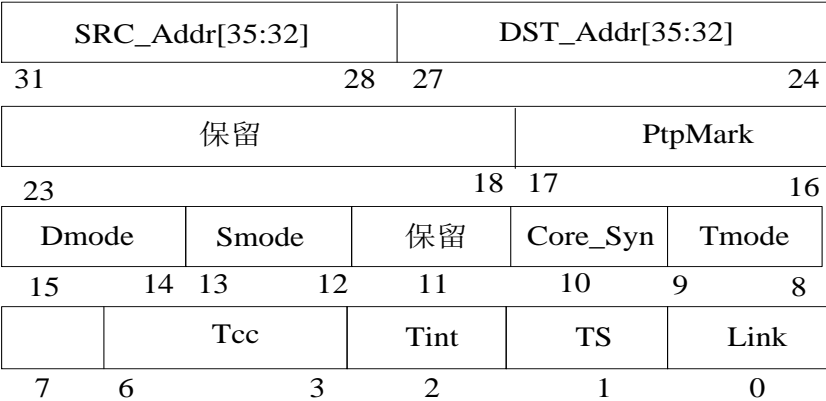 SRC_Addr[35:32] DST_Addr[35:32]
31 28 27 24
保留 PtpMark
23 18 17 16
Dmode Smode 保留 Core_Syn Tmode
15 14 13 12 11 10 9 8
Tcc Tint TS Link
7 6 3 2 1 0